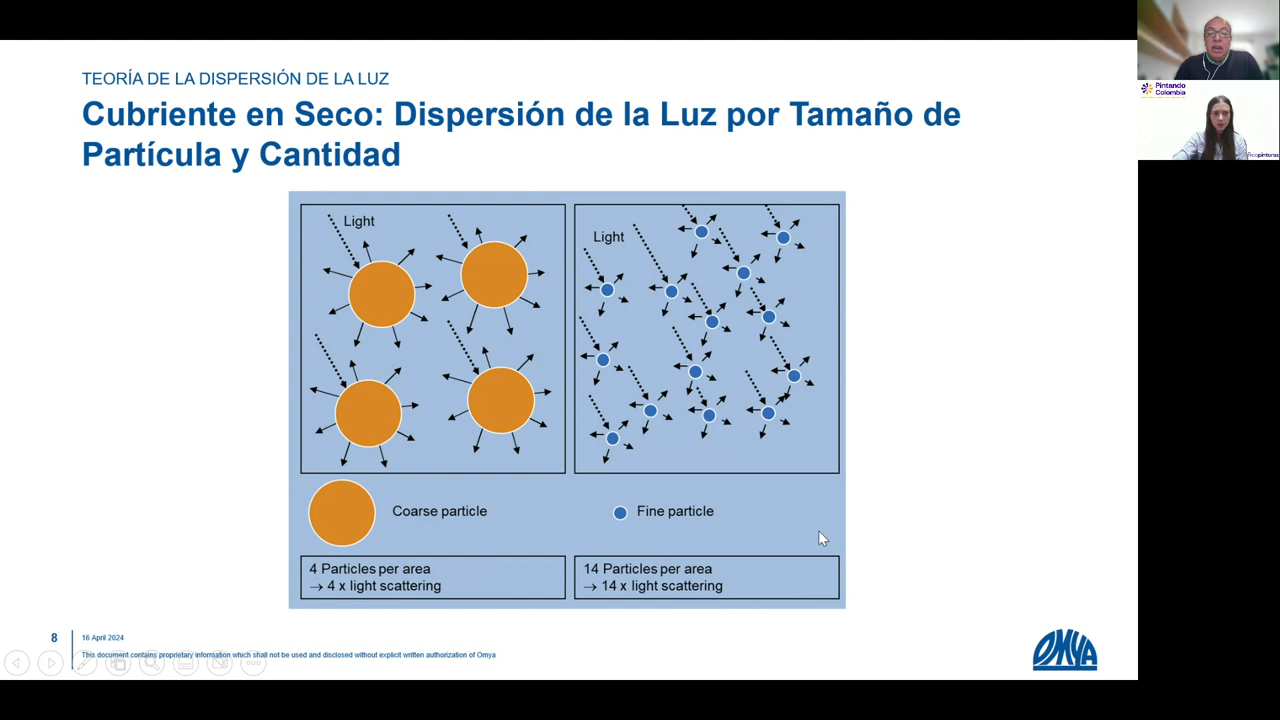 TEORÍA DE LA DISPERSIÓN DE LA LUZ
Cubriente en Seco: Dispersión de la Luz por Tamaño de
Partícula y Cantidad
Light
Light
Coarse particle
Fine particle
4 Particles per area
→ 4 x light scattering
14 Particles per area
→ 14 x light scattering
8
16 April 2024
This document contains proprietary information which shall not be used and disclosed without explicit written authorization of Omya
OMYA
Pintando
Colombia